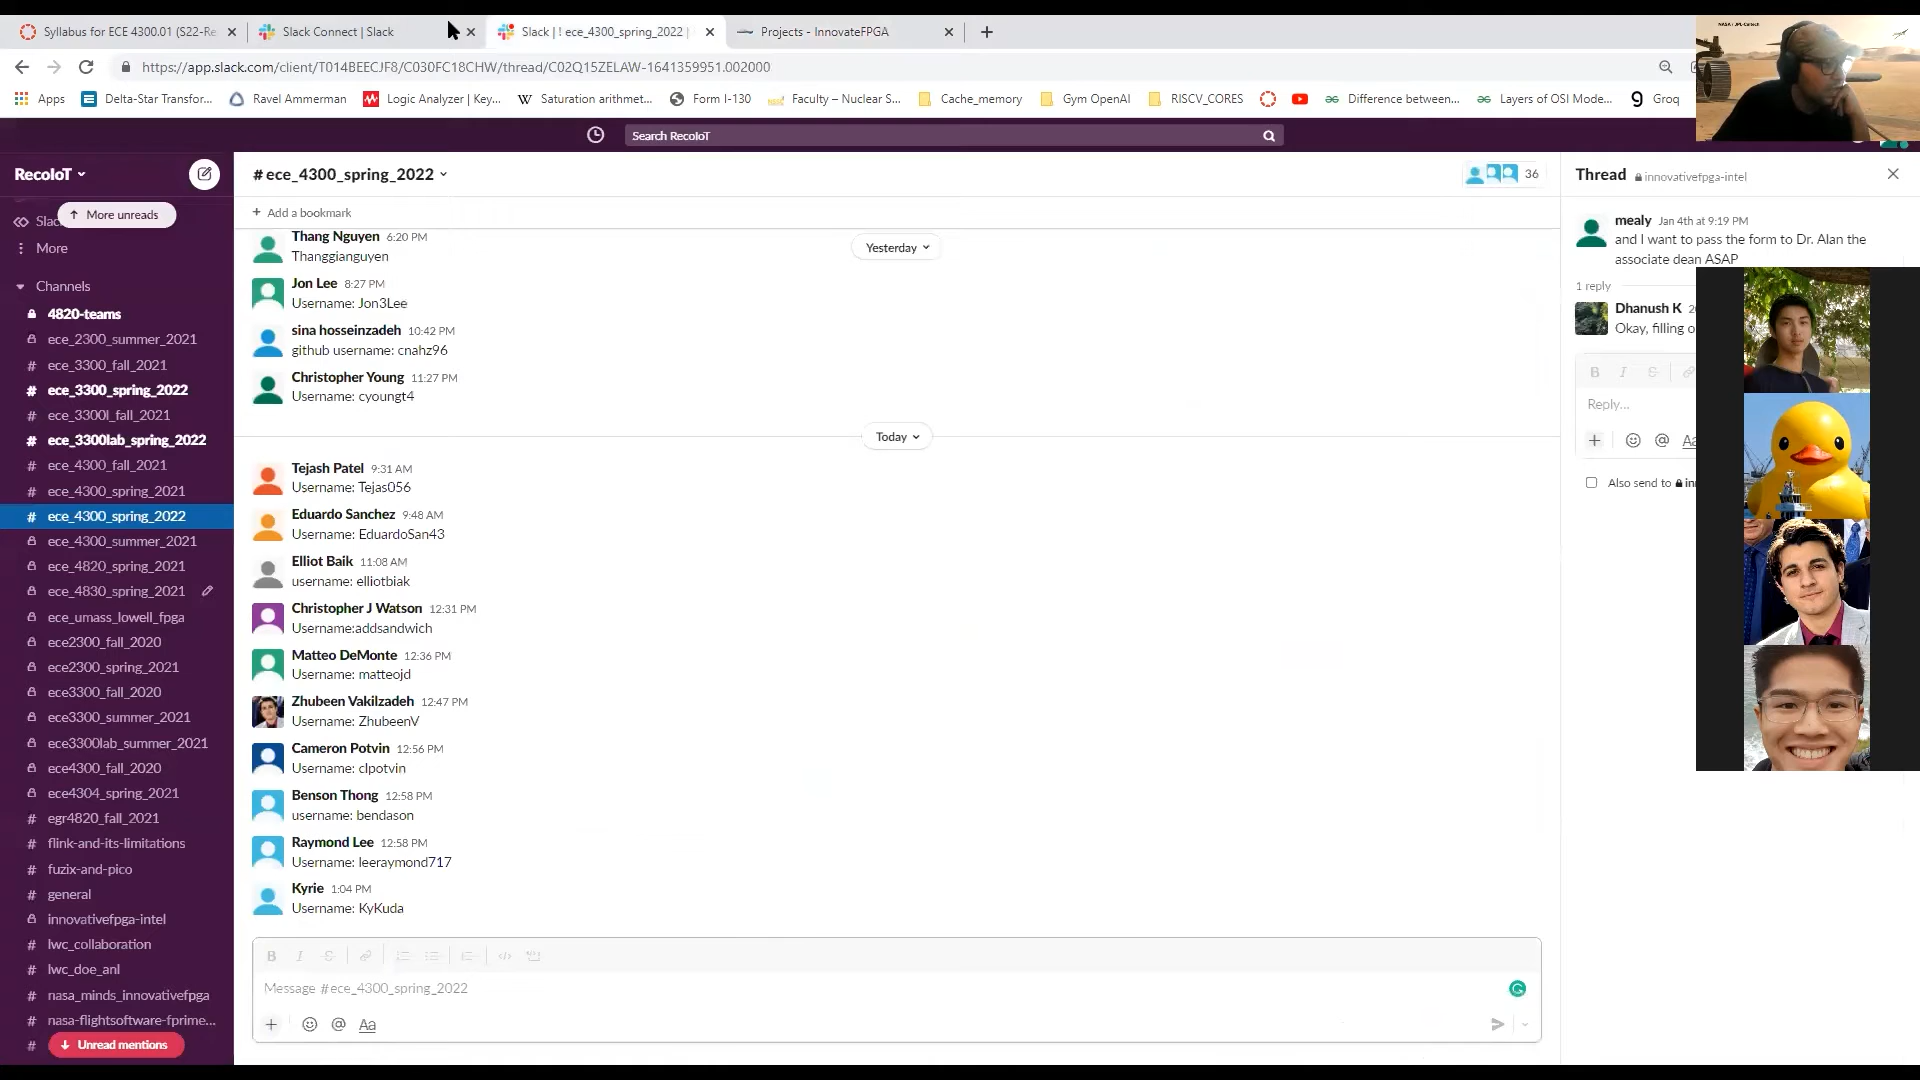 Syllabus for ECE 4300.01 (S22-Re
Slack Connect | Slack
Slack | ! ece_4300_spring_2022 |
Projects - InnovateFPGA
NASA / JPL-Caltech
https://app.slack.com/client/T014BEECJF8/C030FC18CHW/thread/C02Q15ZELAW-1641359951.002000
Apps
Delta-Star Transfor...
Ravel Ammerman
Logic Analyzer | Key...
W Saturation arithmet...
Form I-130
Faculty – Nuclear S...
Cache_memory
Gym OpenAI
RISCV_CORES
Difference between...
Layers of OSI Mode...
Groq
Search RecoIoT
RecoIoT
Slac
↑ More unreads
More
Channels
4820-teams
ece_2300_summer_2021
# ece_3300_fall_2021
# ece_3300_spring_2022
# ece_3300l_fall_2021
# ece_3300lab_spring_2022
# ece_4300_fall_2021
# ece_4300_spring_2021
# ece_4300_spring_2022
ece_4300_summer_2021
ece_4820_spring_2021
ece_4830_spring_2021
ece_umass_lowell_fpga
ece2300_fall_2020
ece2300_spring_2021
ece3300_fall_2020
ece3300_summer_2021
ece3300lab_summer_2021
ece4300_fall_2020
ece4304_spring_2021
# egr4820_fall_2021
# flink-and-its-limitations
# fuzix-and-pico
# general
innovativefpga-intel
# lwc_collaboration
# lwc_doe_anl
# nasa_minds_innovativefpga
# nasa-flightsoftware-fprime...
#
↓ Unread mentions
# ece_4300_spring_2022
36
+ Add a bookmark
Yesterday
Thang Nguyen 6:20 PM
Thanggianguyen
Jon Lee 8:27 PM
Username: Jon3Lee
sina hosseinzadeh 10:42 PM
github username: cnahz96
Christopher Young 11:27 PM
Username: cyoungt4
Today
Tejash Patel 9:31 AM
Username: Tejas056
Eduardo Sanchez 9:48 AM
Username: EduardoSan43
Elliot Baik 11:08 AM
username: elliotbiak
Christopher J Watson 12:31 PM
Username:addsandwich
Matteo DeMonte 12:36 PM
Username: matteojd
Zhubeen Vakilzadeh 12:47 PM
Username: ZhubeenV
Cameron Potvin 12:56 PM
Username: clpotvin
Benson Thong 12:58 PM
username: bendason
Raymond Lee 12:58 PM
Username: leeraymond717
Kyrie 1:04 PM
Username: KyKuda
B I S
Message #ece_4300_spring_2022
+ @ Aa
Thread innovativefpga-intel
mealy Jan 4th at 9:19 PM
and I want to pass the form to Dr. Alan the
associate dean ASAP
1 reply
Dhanush K 2
Okay, filling o
B I S
Reply...
+ @ Aa
Also send to in